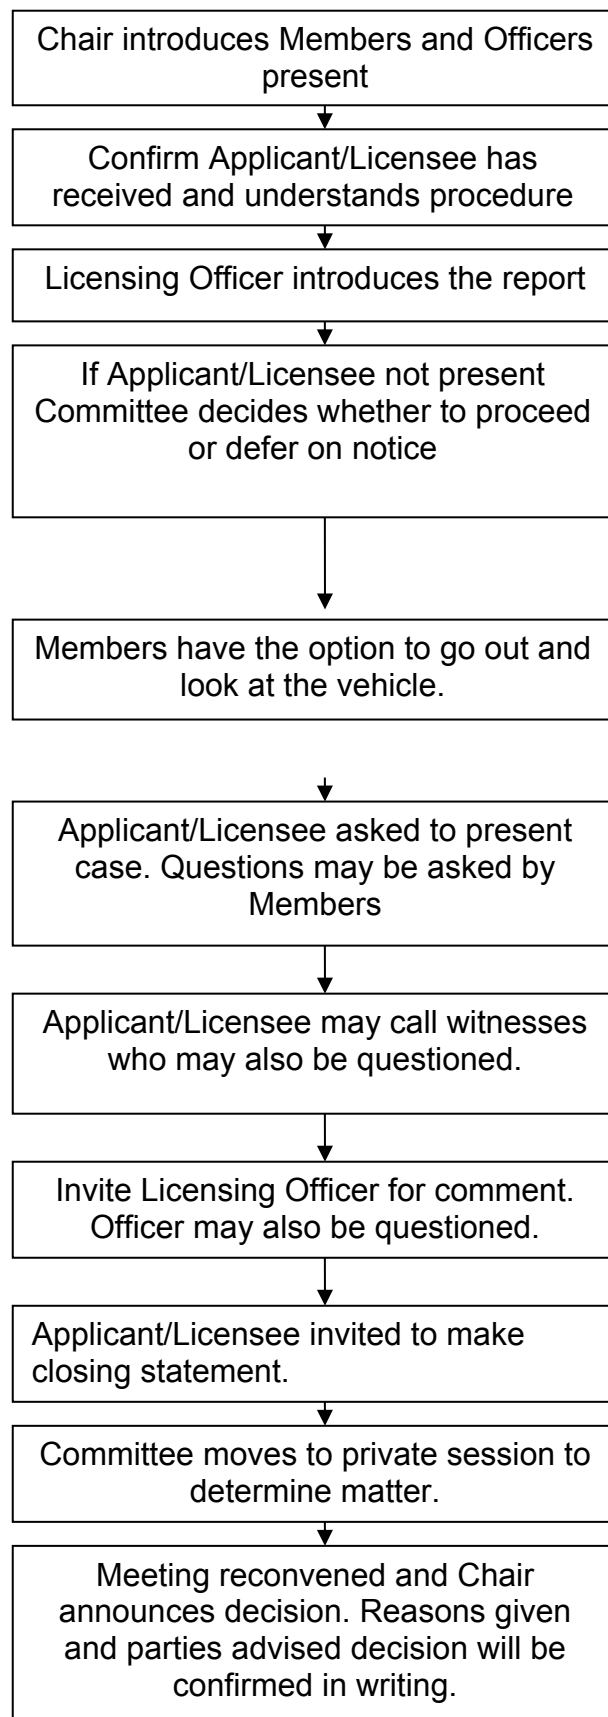 Chair introduces Members and Officers
present
Confirm Applicant/Licensee has
received and understands procedure
Licensing Officer introduces the report
If Applicant/Licensee not present
Committee decides whether to proceed
or defer on notice
Members have the option to go out and
look at the vehicle.
Applicant/Licensee asked to present
case. Questions may be asked by
Members
Applicant/Licensee may call witnesses
who may also be questioned.
Invite Licensing Officer for comment.
Officer may also be questioned.
Applicant/Licensee invited to make
closing statement.
Committee moves to private session to
determine matter.
Meeting reconvened and Chair
announces decision. Reasons given
and parties advised decision will be
confirmed in writing.